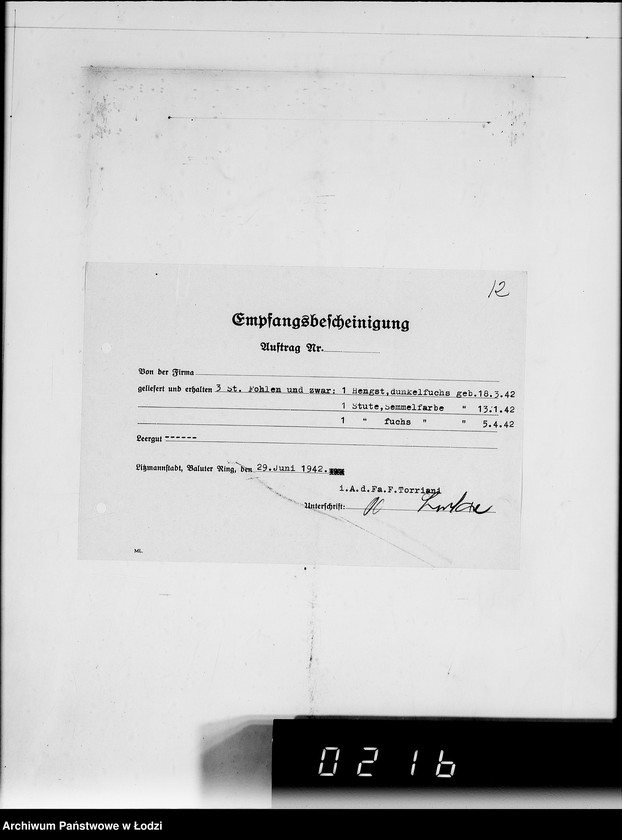 12
Empfangsbescheinigung
Auftrag Nr.
Von der Firma
geliefert und erhalten 3 St. Fohlen und zwar: 1 Hengst,dunkelfuchs geb.18.3.42
1 Stute,Semmelfarbe " 13.1.42
1 " fuchs " " 5.4.42
Leergut ------
Litzmannstadt, Baluter Ring, den 29.Juni 1942.
i.A.d.Fa.F.Torriani
Unterschrift:
ML.
0216
Archiwum Państwowe w Łodzi